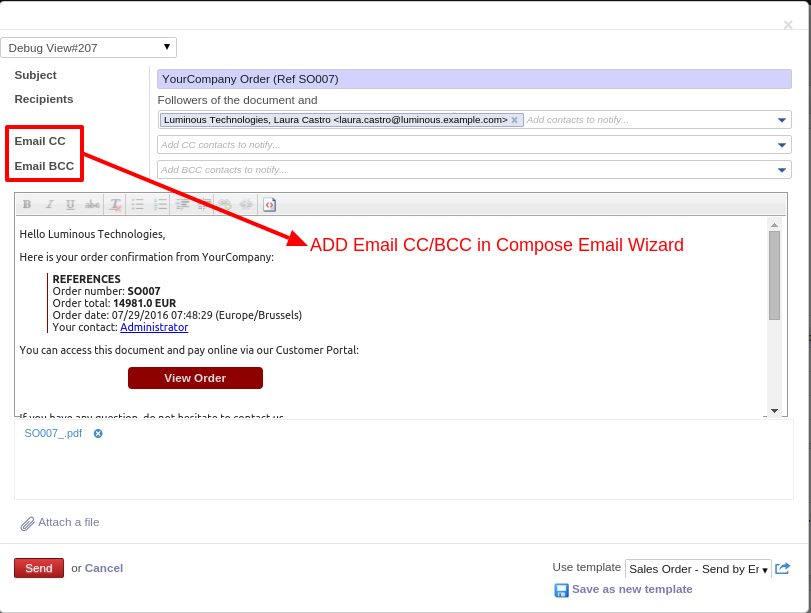 ×
Debug View#207
Subject
YourCompany Order (Ref SO007)
Recipients
Followers of the document and
Luminous Technologies, Laura Castro <laura.castro@luminous.example.com> × Add contacts to notify...
Email CC
Add CC contacts to notify...
Email BCC
Add BCC contacts to notify...
B I U abc T
ADD Email CC/BCC in Compose Email Wizard
Hello Luminous Technologies,
Here is your order confirmation from YourCompany:
REFERENCES
Order number: SO007
Order total: 14981.0 EUR
Order date: 07/29/2016 07:48:29 (Europe/Brussels)
Your contact: Administrator
You can access this document and pay online via our Customer Portal:
View Order
If you have any question, do not hesitate to contact us.
SO007_.pdf
Attach a file
Send or Cancel
Use template Sales Order - Send by Er
Save as new template